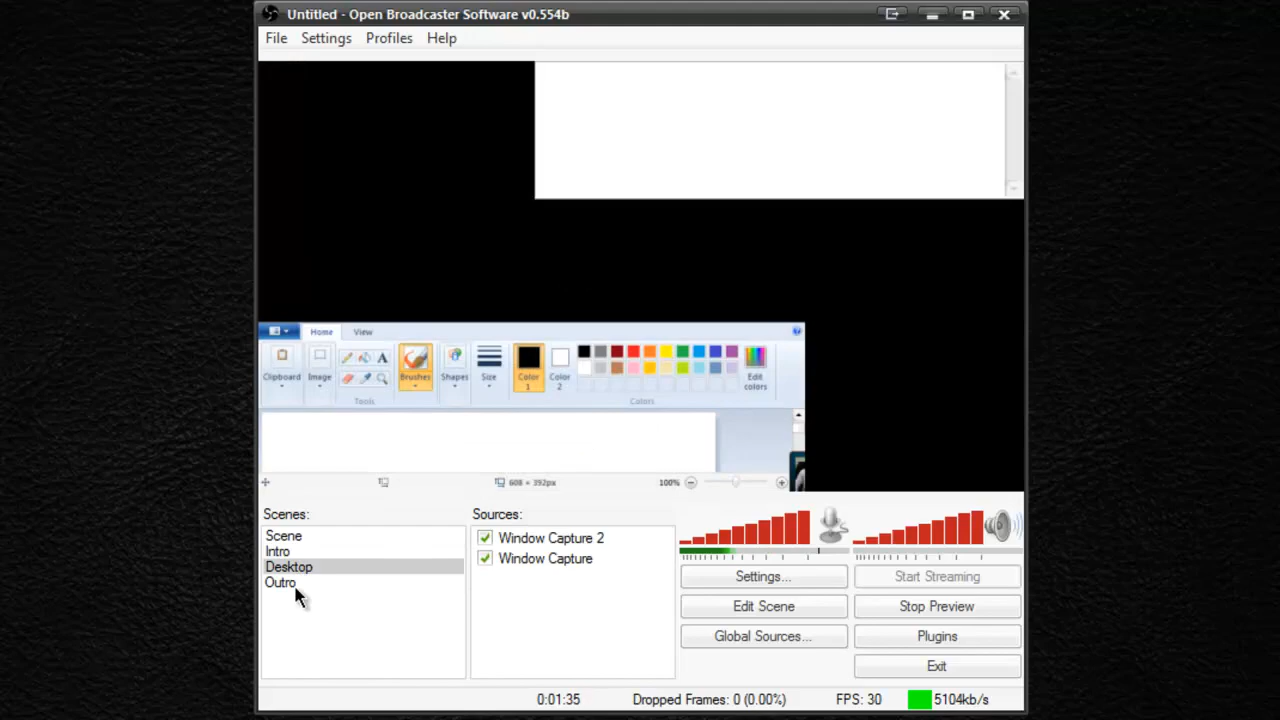 Untitled - Open Broadcaster Software v0.554b
File Settings Profiles Help
Home View
Clipboard Image Brushes Shapes Size Color 1 Color 2 Edit colors
Tools Colors
608 × 392px 100%
Scenes: Sources:
Scene
Intro
Desktop
Outro
Window Capture 2
Window Capture
Settings... Start Streaming
Edit Scene Stop Preview
Global Sources... Plugins
Exit
0:01:35 Dropped Frames: 0 (0.00%) FPS: 30 5104kb/s